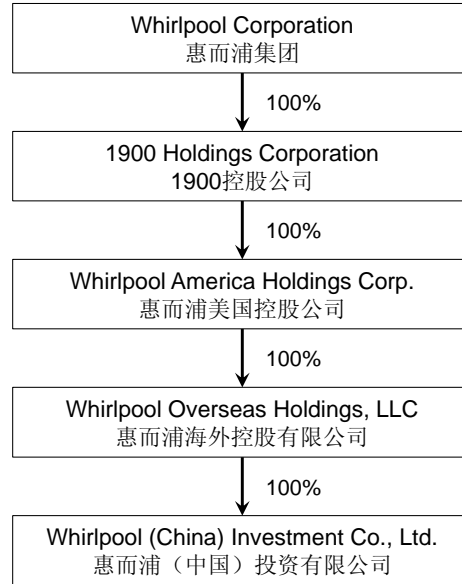 Whirlpool Corporation
惠而浦集团
100%
1900 Holdings Corporation
1900控股公司
100%
Whirlpool America Holdings Corp.
惠而浦美国控股公司
100%
Whirlpool Overseas Holdings, LLC
惠而浦海外控股有限公司
100%
Whirlpool (China) Investment Co., Ltd.
惠而浦（中国）投资有限公司